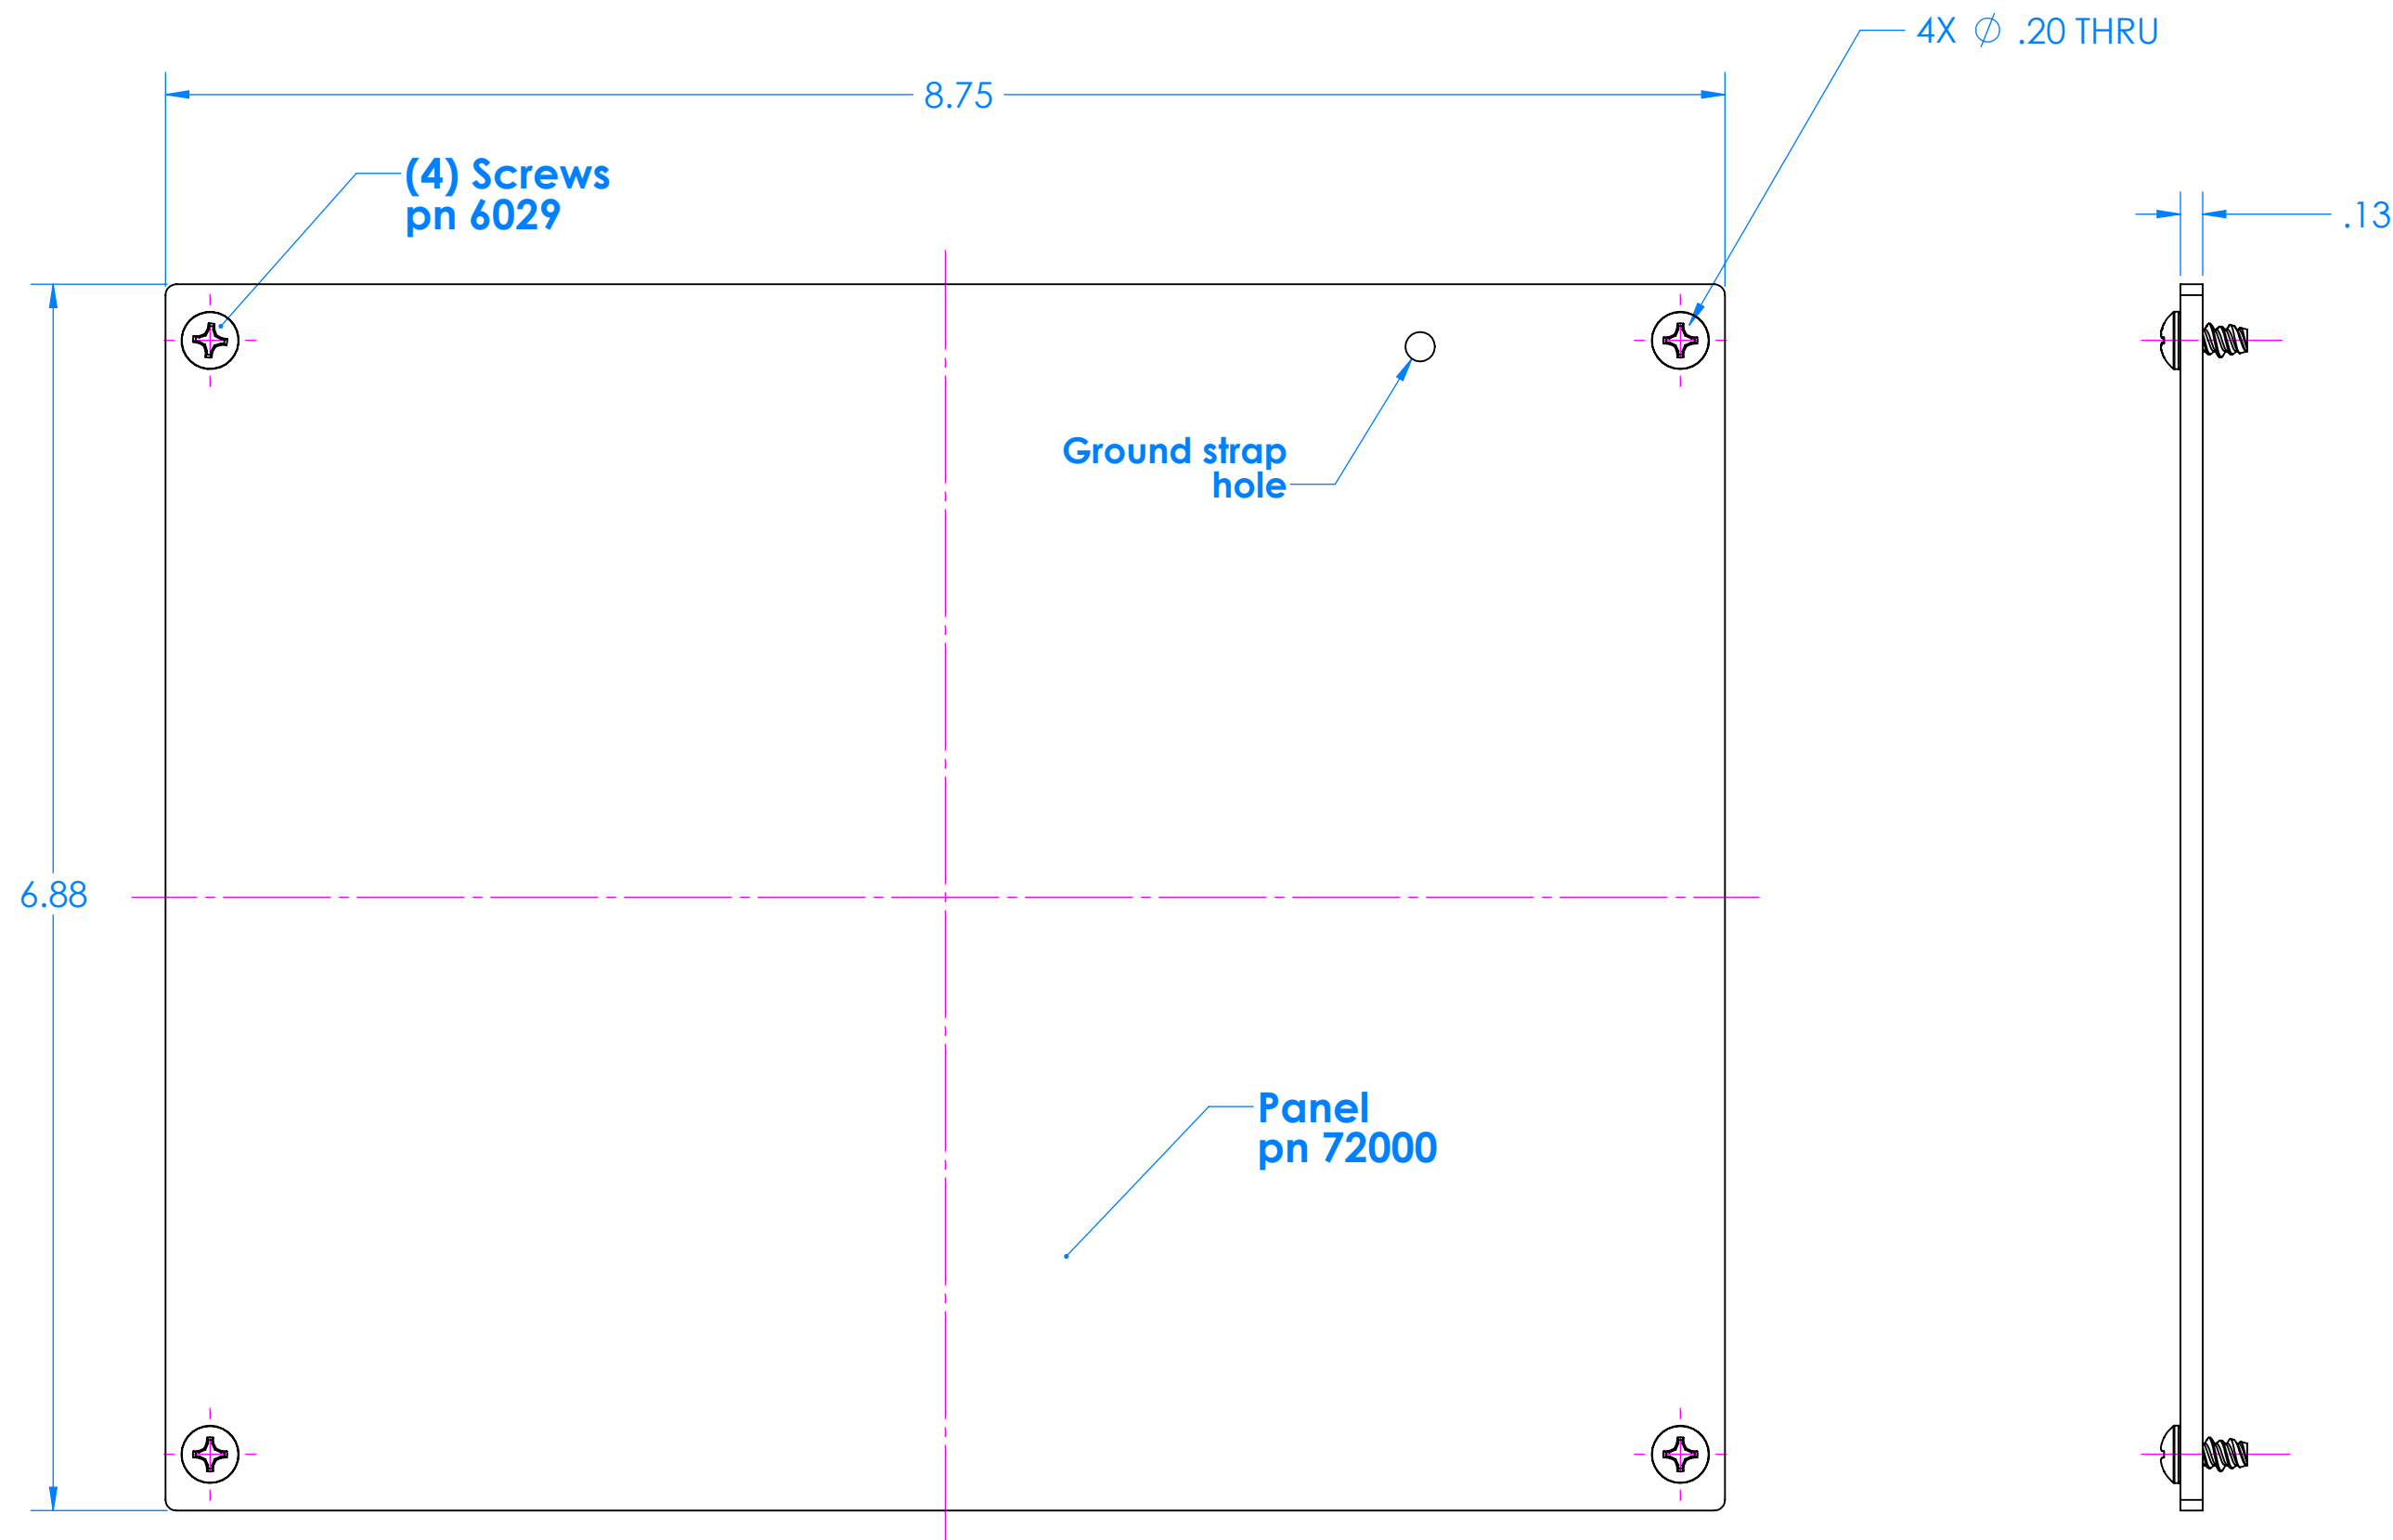 4X ∅ .20 THRU
8.75
(4) Screws
pn 6029
.13
Ground strap
hole
6.88
Panel
pn 72000